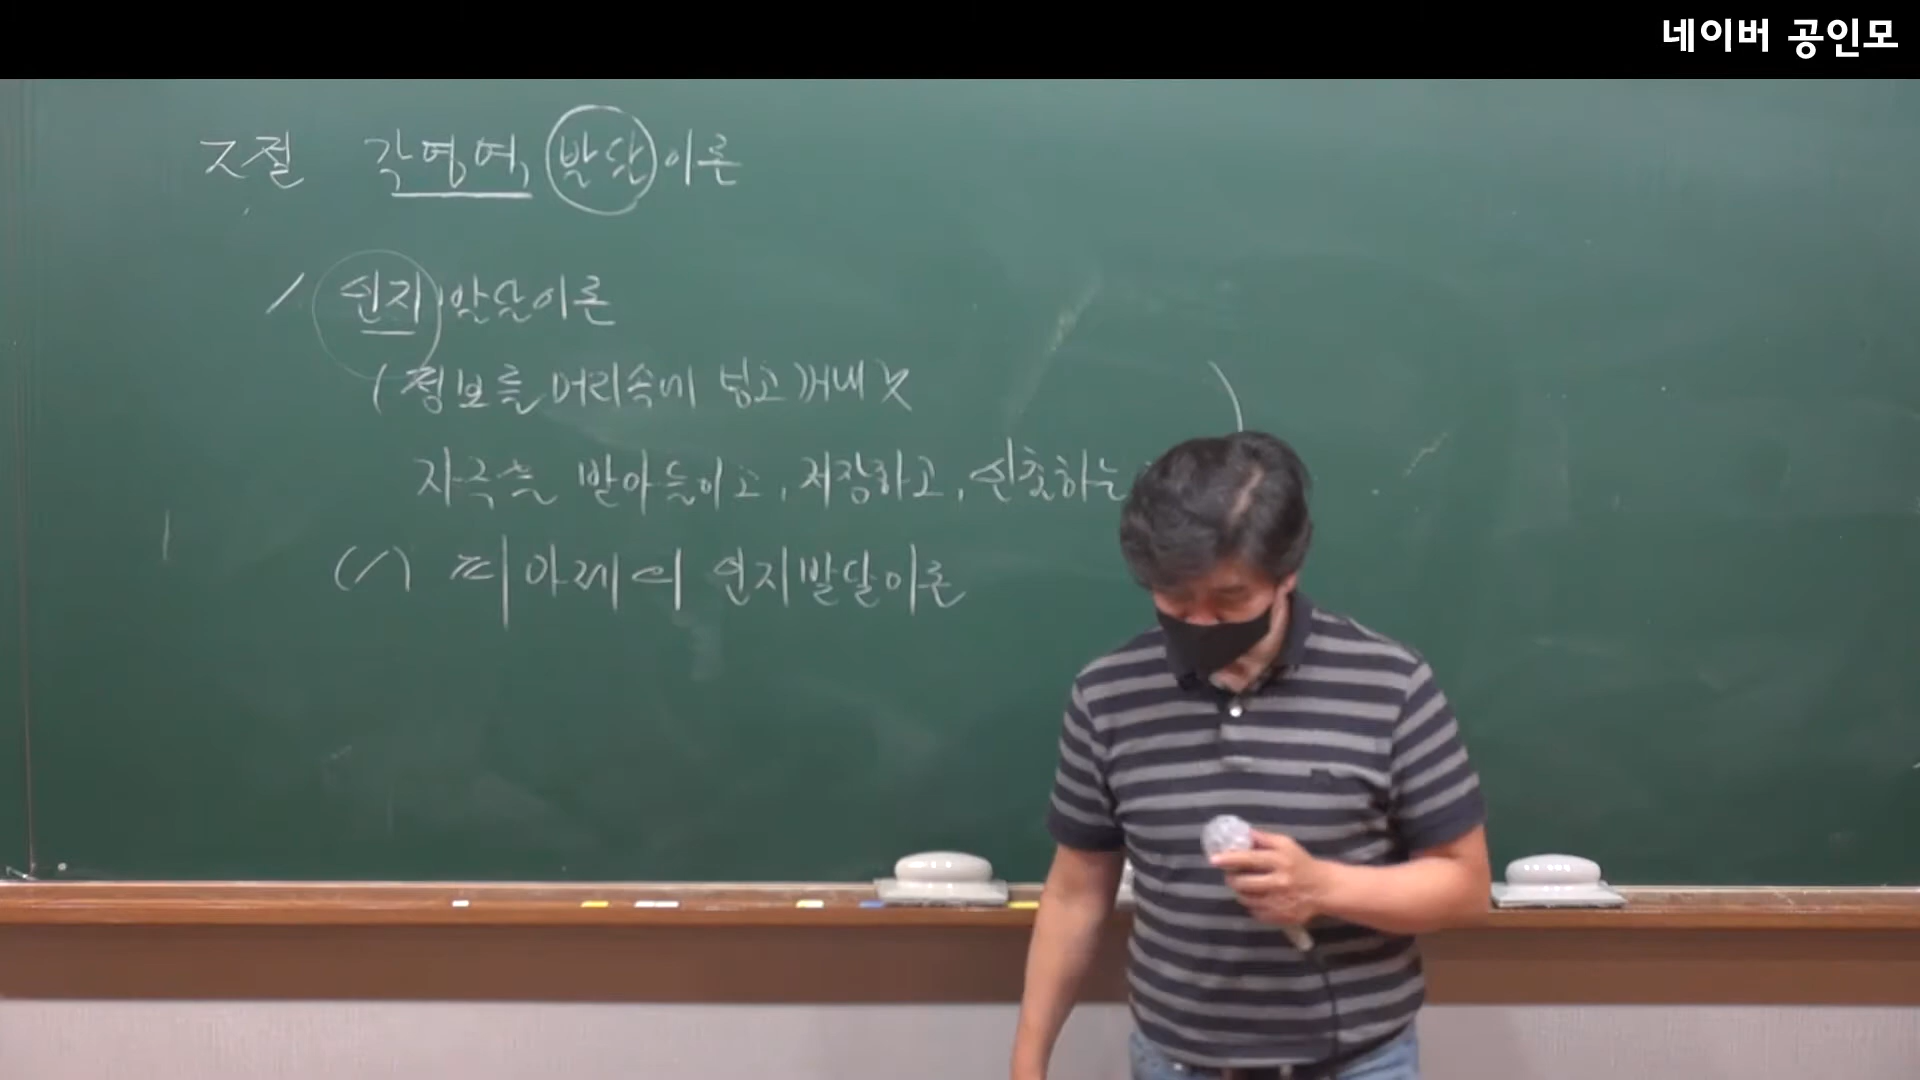 네이버 공인모
2절 각 영역 발달이론
1 인지발달이론
(정보를 머리속에 넣고 꺼내
자극을 받아들이고, 저장하고, 인출하는
(1) 피아제의 인지발달이론